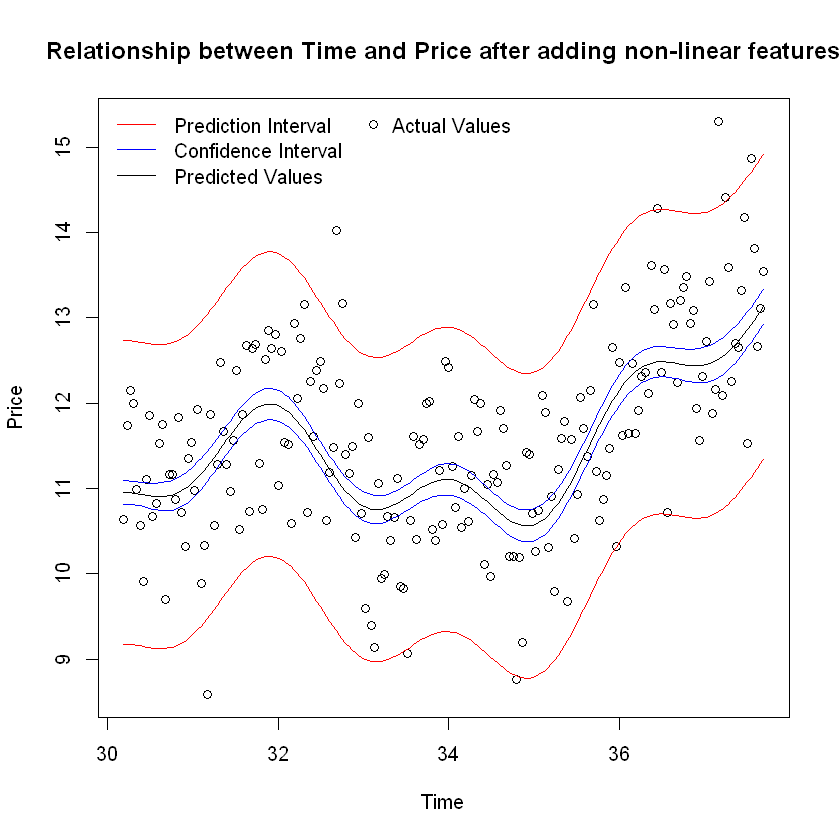 Relationship between Time and Price after adding non-linear features
Prediction Interval
Confidence Interval
Predicted Values
Actual Values
Price
15
14
13
12
11
10
9
30
32
34
36
Time